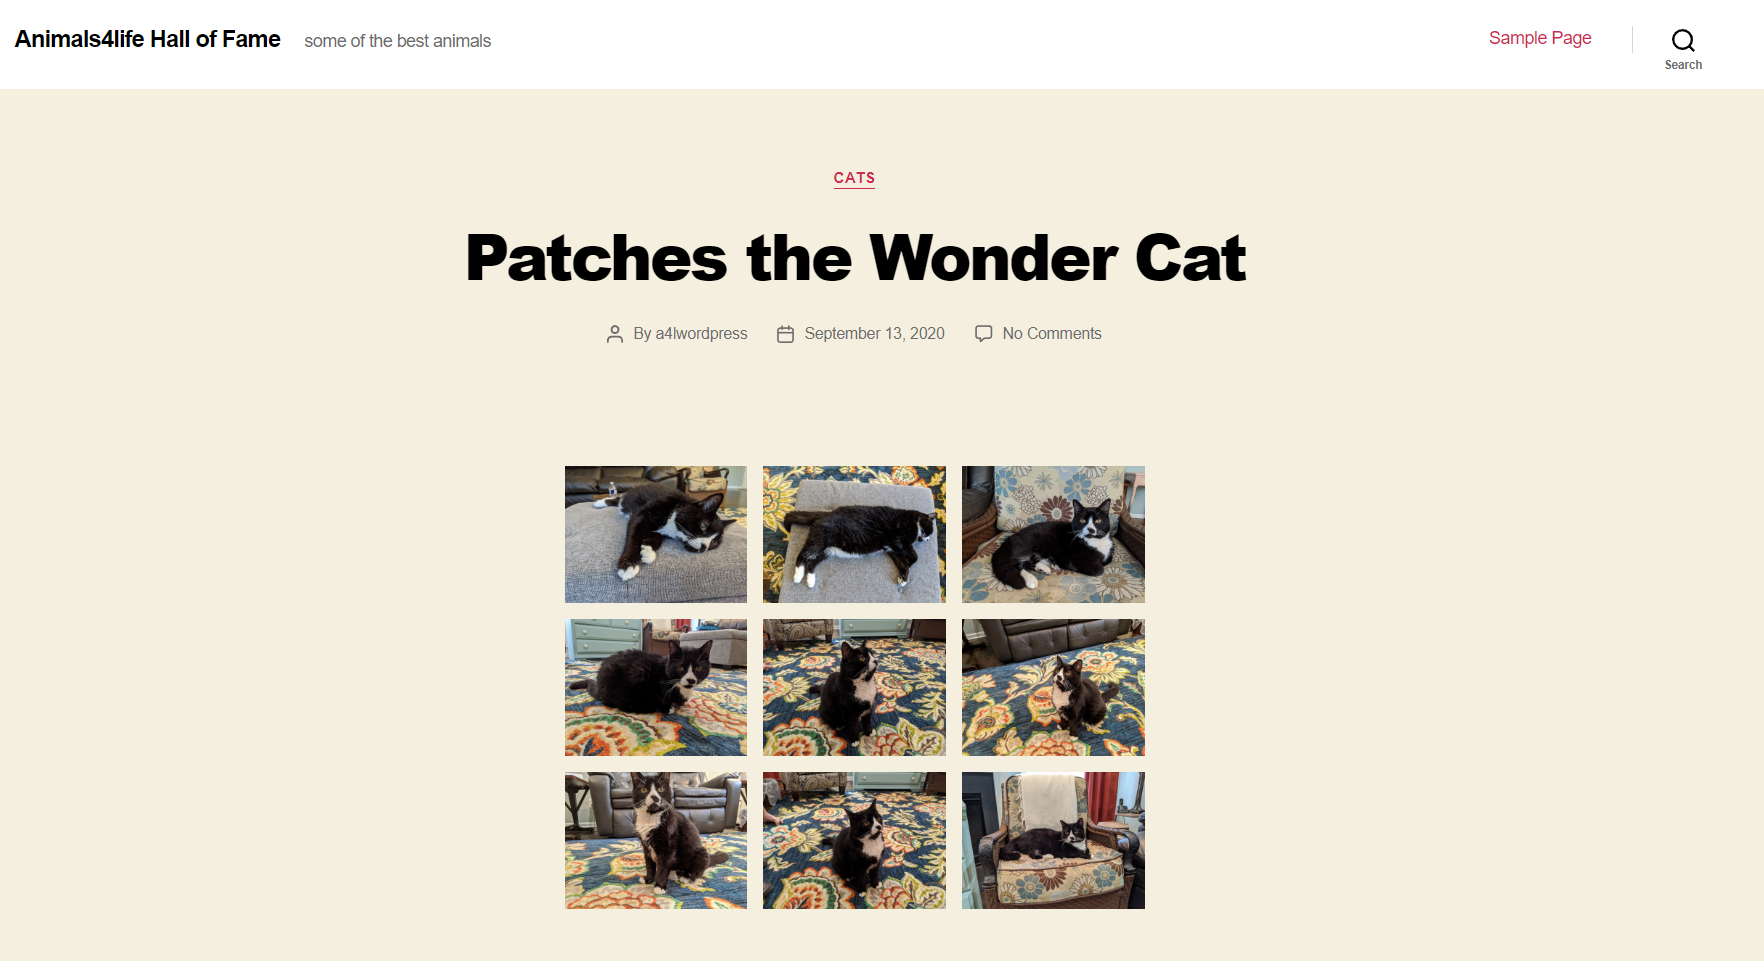 Animals4life Hall of Fame some of the best animals Sample Page
Search
CATS
Patches the Wonder Cat
By a4lwordpress September 13, 2020 No Comments